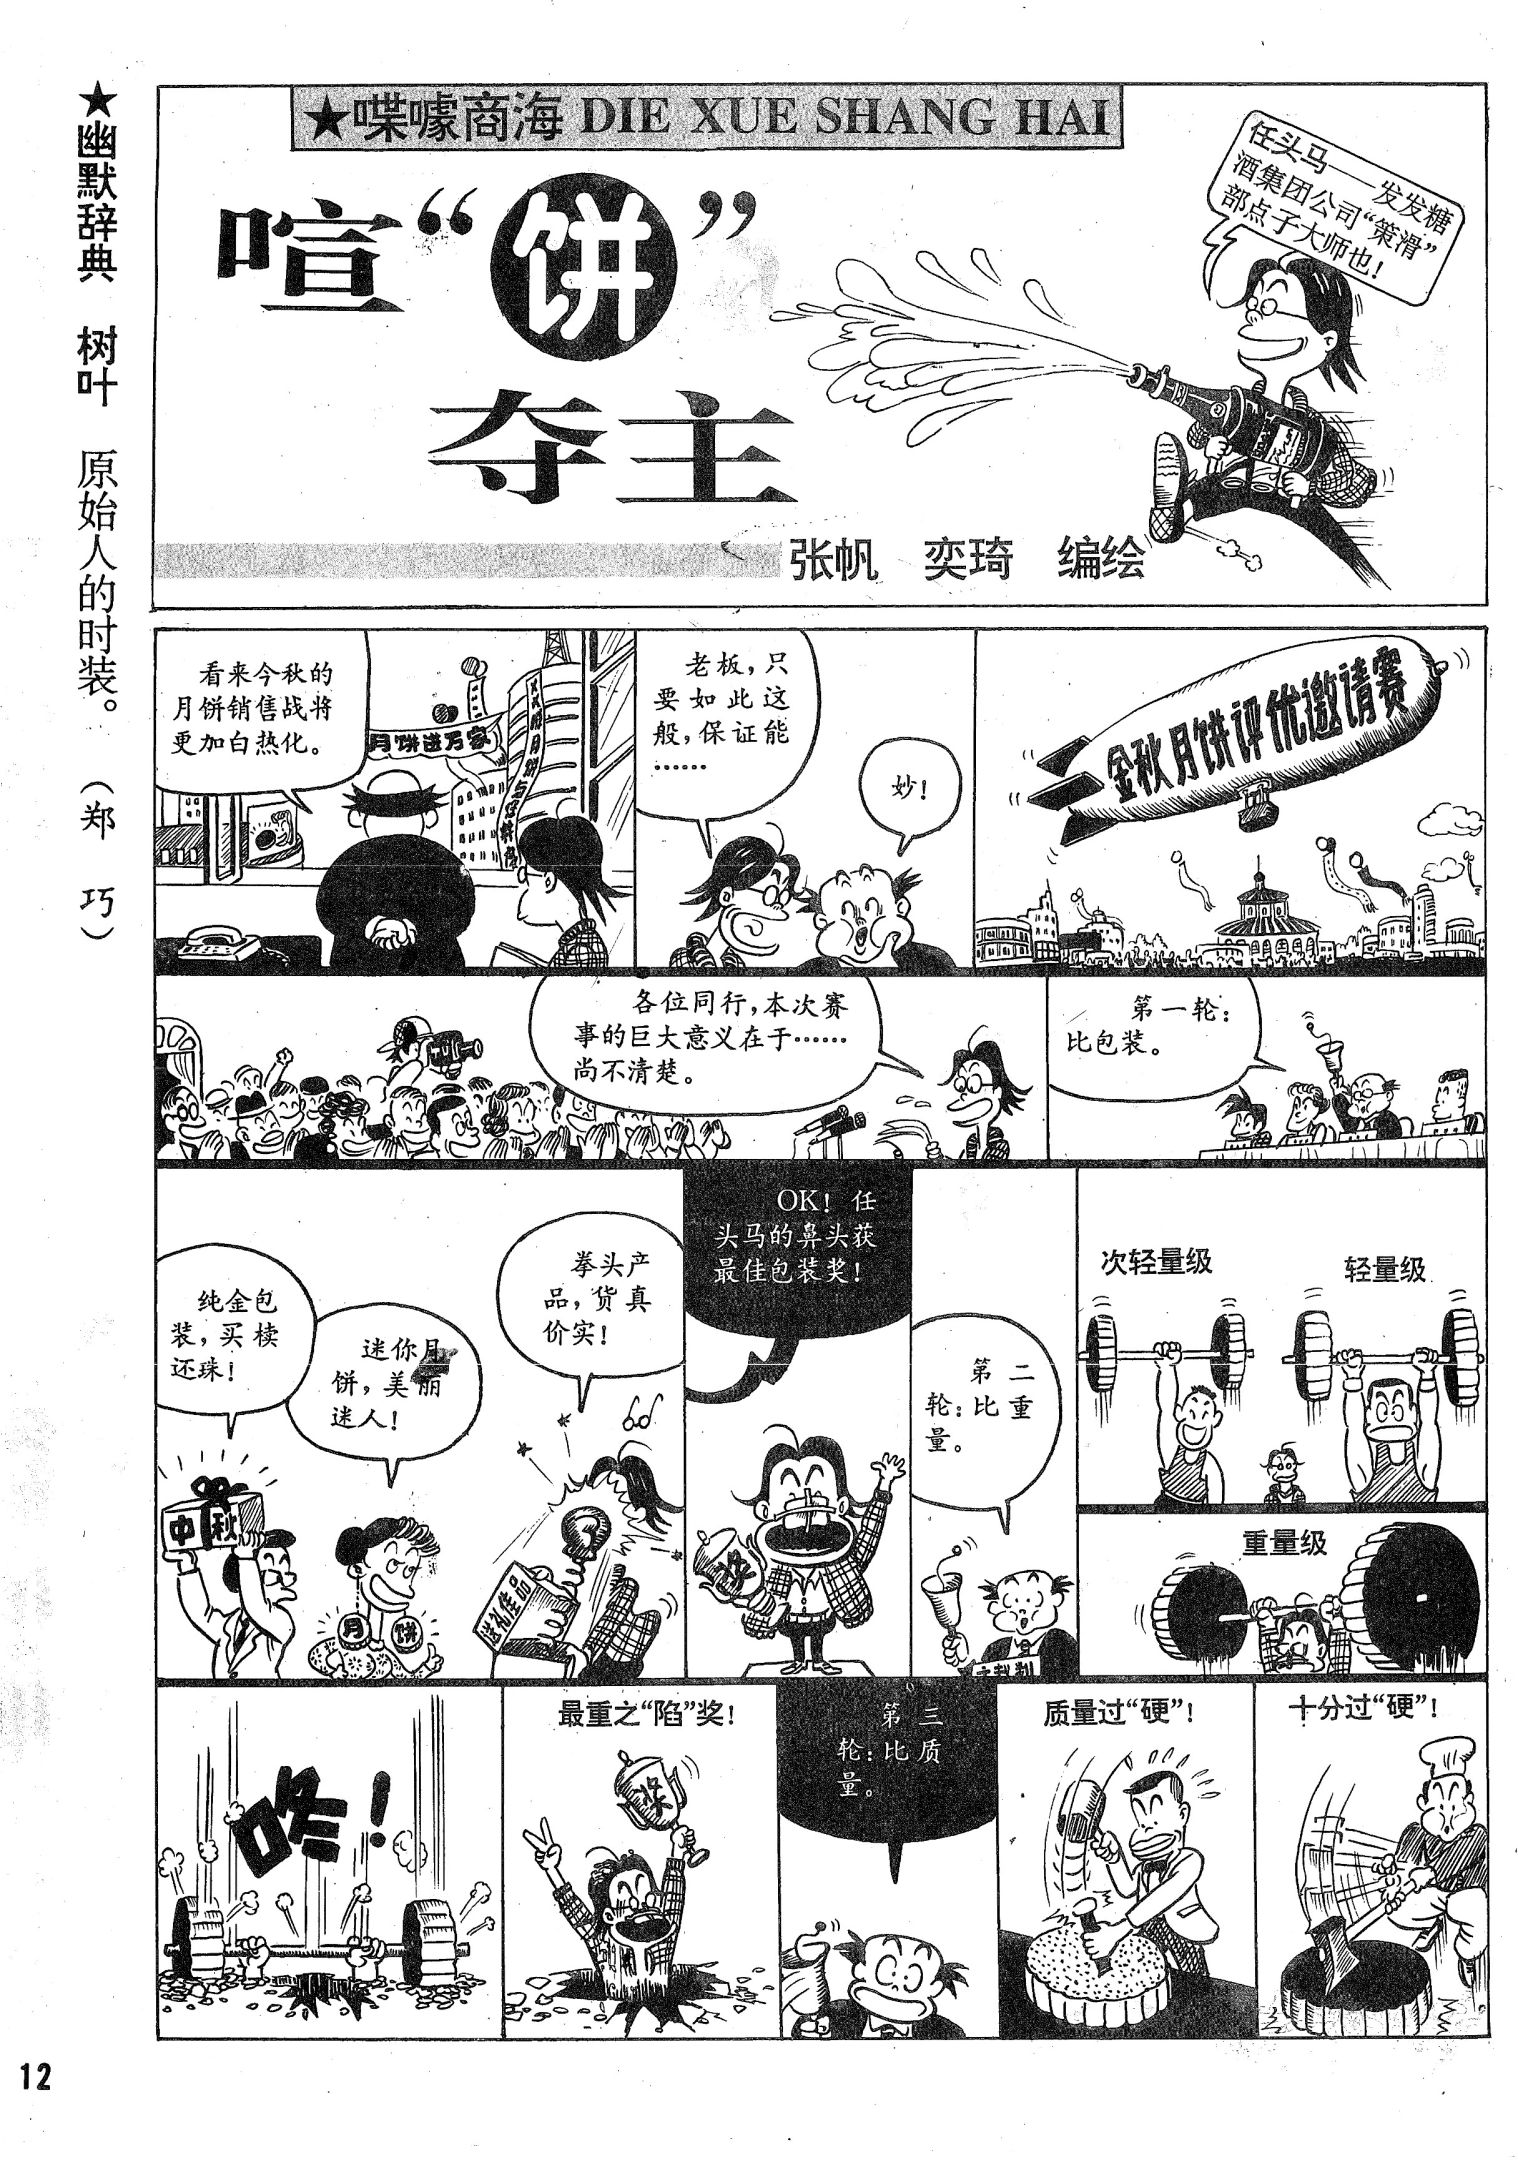 ★喋噱商海 DIE XUE SHANG HAI
喧“饼”
夺主
任头马——发发糖
酒集团公司“策滑”
部点子大师也！
张帆 奕琦 编绘
★幽默辞典 树叶 原始人的时装。 （郑 巧）
看来今秋的
月饼销售战将
更加白热化。
月饼进万家
老板，只
要如此这
般，保证能
……
妙！
金秋月饼评优邀请赛
各位同行，本次赛
事的巨大意义在于……
尚不清楚。
第一轮：
比包装。
纯金包
装，买椟
还珠！
中秋
迷你月
饼，美丽
迷人！
月
饼
拳头产
品，货真
价实！
送礼佳品
OK！任
头马的鼻头获
最佳包装奖！
奖
第二
轮：比重
量。
次轻量级
轻量级
重量级
咚！
最重之“陷”奖！
奖
第三
轮：比质
量。
质量过“硬”！
十分过“硬”！
12